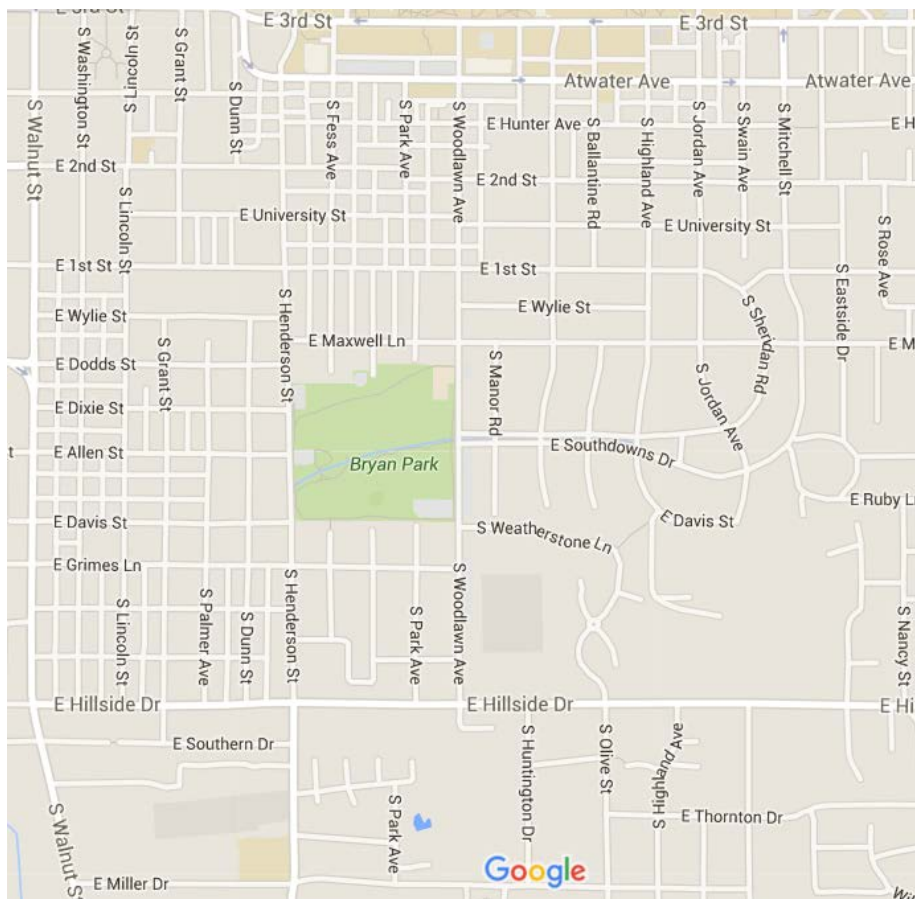 E 3rd St
E 3rd St
E 3rd St
Atwater Ave
Atwater Ave
S Walnut St
S Washington St
S Lincoln St
S Grant St
S Dunn St
S Fess Ave
S Park Ave
S Woodlawn Ave
E Hunter Ave
S Ballantine Rd
S Highland Ave
S Jordan Ave
S Swain Ave
S Mitchell St
E H
E 2nd St
E 2nd St
S Lincoln St
E University St
E University St
S Rose Ave
E 1st St
E 1st St
S Eastside Dr
S Henderson St
E Wylie St
E Wylie St
S Sheridan Rd
E Maxwell Ln
E M
E Dodds St
S Grant St
S Manor Rd
S Jordan Ave
E Dixie St
E Allen St
t
Bryan Park
E Southdowns Dr
E Ruby L
E Davis St
E Davis St
S Weatherstone Ln
E Grimes Ln
S Lincoln St
S Palmer Ave
S Dunn St
S Henderson St
S Park Ave
S Woodlawn Ave
S Nancy St
E Hillside Dr
E Hillside Dr
E Hi
E Southern Dr
S Huntington Dr
S Olive St
S Highland Ave
S Walnut S
S Park Ave
E Thornton Dr
E Miller Dr
Google
Wi